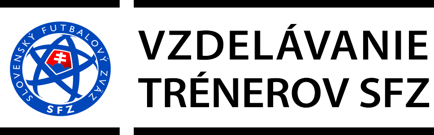 SLOVENSKÝ FUTBALOVÝ ZVÄZ
SFZ
VZDELÁVANIE
TRÉNEROV SFZ